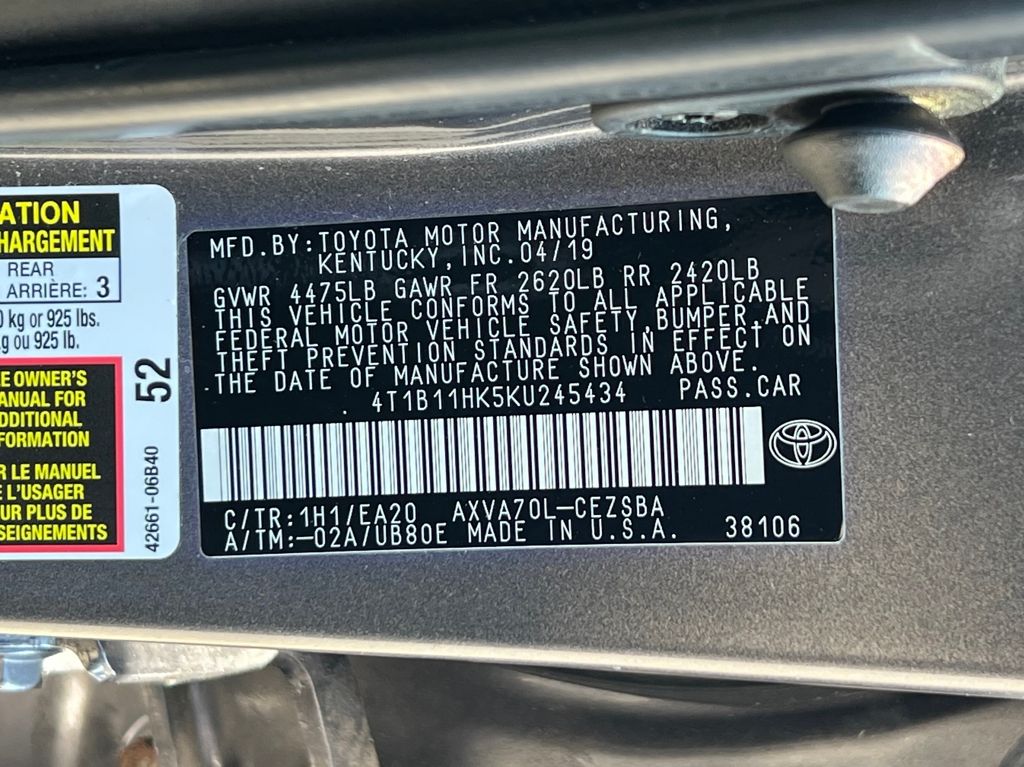 ATION
HARGEMENT
REAR
ARRIÈRE: 3
kg or 925 lbs.
g ou 925 lb.
E OWNER'S
ANUAL FOR
DDITIONAL
FORMATION
R LE MANUEL
E L'USAGER
UR PLUS DE
SEIGNEMENTS
52
42661-06B40
MFD. BY: TOYOTA MOTOR MANUFACTURING,
KENTUCKY, INC. 04/19
GVWR 4475LB GAWR FR 2620LB RR 2420LB
THIS VEHICLE CONFORMS TO ALL APPLICABLE
FEDERAL MOTOR VEHICLE SAFETY, BUMPER, AND
THEFT PREVENTION STANDARDS IN EFFECT ON
THE DATE OF MANUFACTURE SHOWN ABOVE.
4T1B11HK5KU245434 PASS.CAR
C/TR:1H1/EA20 AXVA70L-CEZSBA
A/TM:-02A/UB80E MADE IN U.S.A. 38106